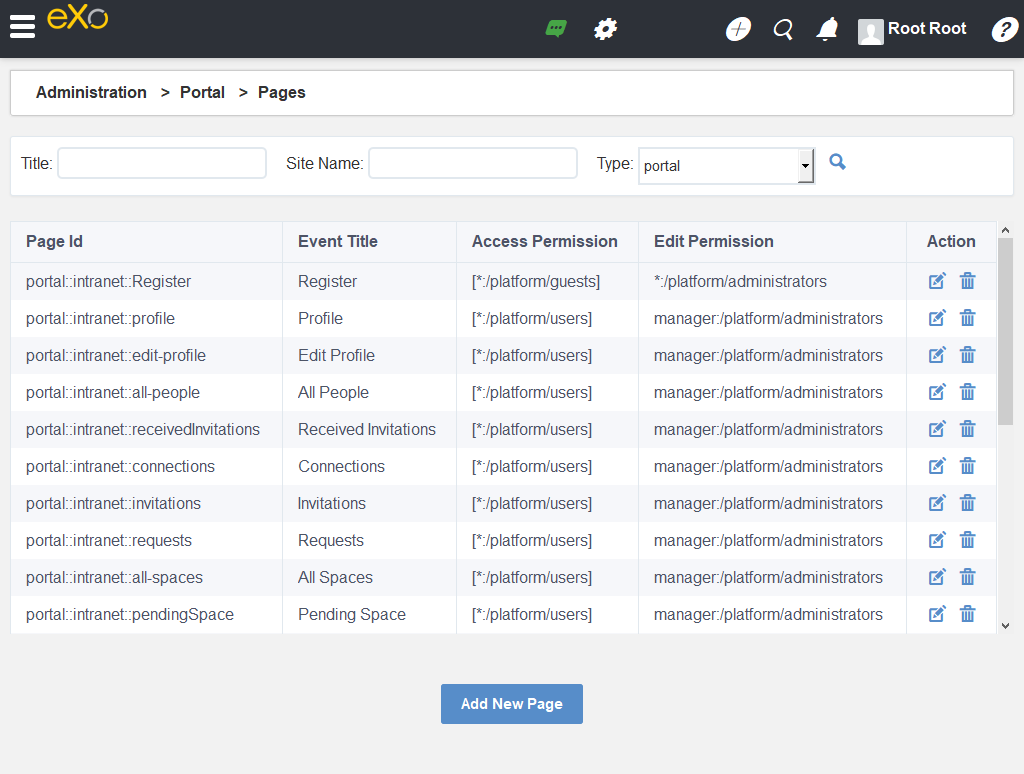 eXo
Root Root
?
Administration > Portal > Pages
Title: Site Name: Type: portal
Page Id Event Title Access Permission Edit Permission Action
portal::intranet::Register Register [*:/platform/guests] *:/platform/administrators
portal::intranet::profile Profile [*:/platform/users] manager:/platform/administrators
portal::intranet::edit-profile Edit Profile [*:/platform/users] manager:/platform/administrators
portal::intranet::all-people All People [*:/platform/users] manager:/platform/administrators
portal::intranet::receivedInvitations Received Invitations [*:/platform/users] manager:/platform/administrators
portal::intranet::connections Connections [*:/platform/users] manager:/platform/administrators
portal::intranet::invitations Invitations [*:/platform/users] manager:/platform/administrators
portal::intranet::requests Requests [*:/platform/users] manager:/platform/administrators
portal::intranet::all-spaces All Spaces [*:/platform/users] manager:/platform/administrators
portal::intranet::pendingSpace Pending Space [*:/platform/users] manager:/platform/administrators
Add New Page